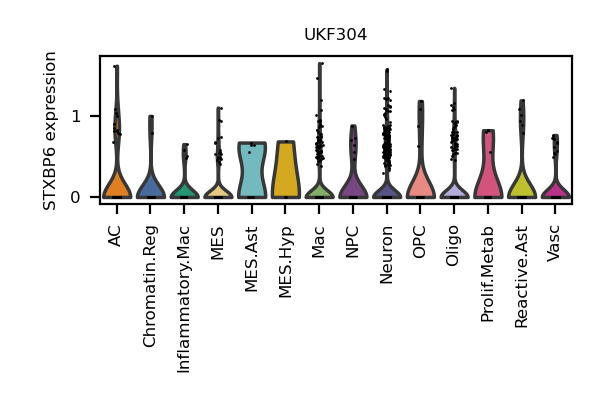 UKF304
STXBP6 expression
1
0
AC
Chromatin.Reg
Inflammatory.Mac
MES
MES.Ast
MES.Hyp
Mac
NPC
Neuron
OPC
Oligo
Prolif.Metab
Reactive.Ast
Vasc